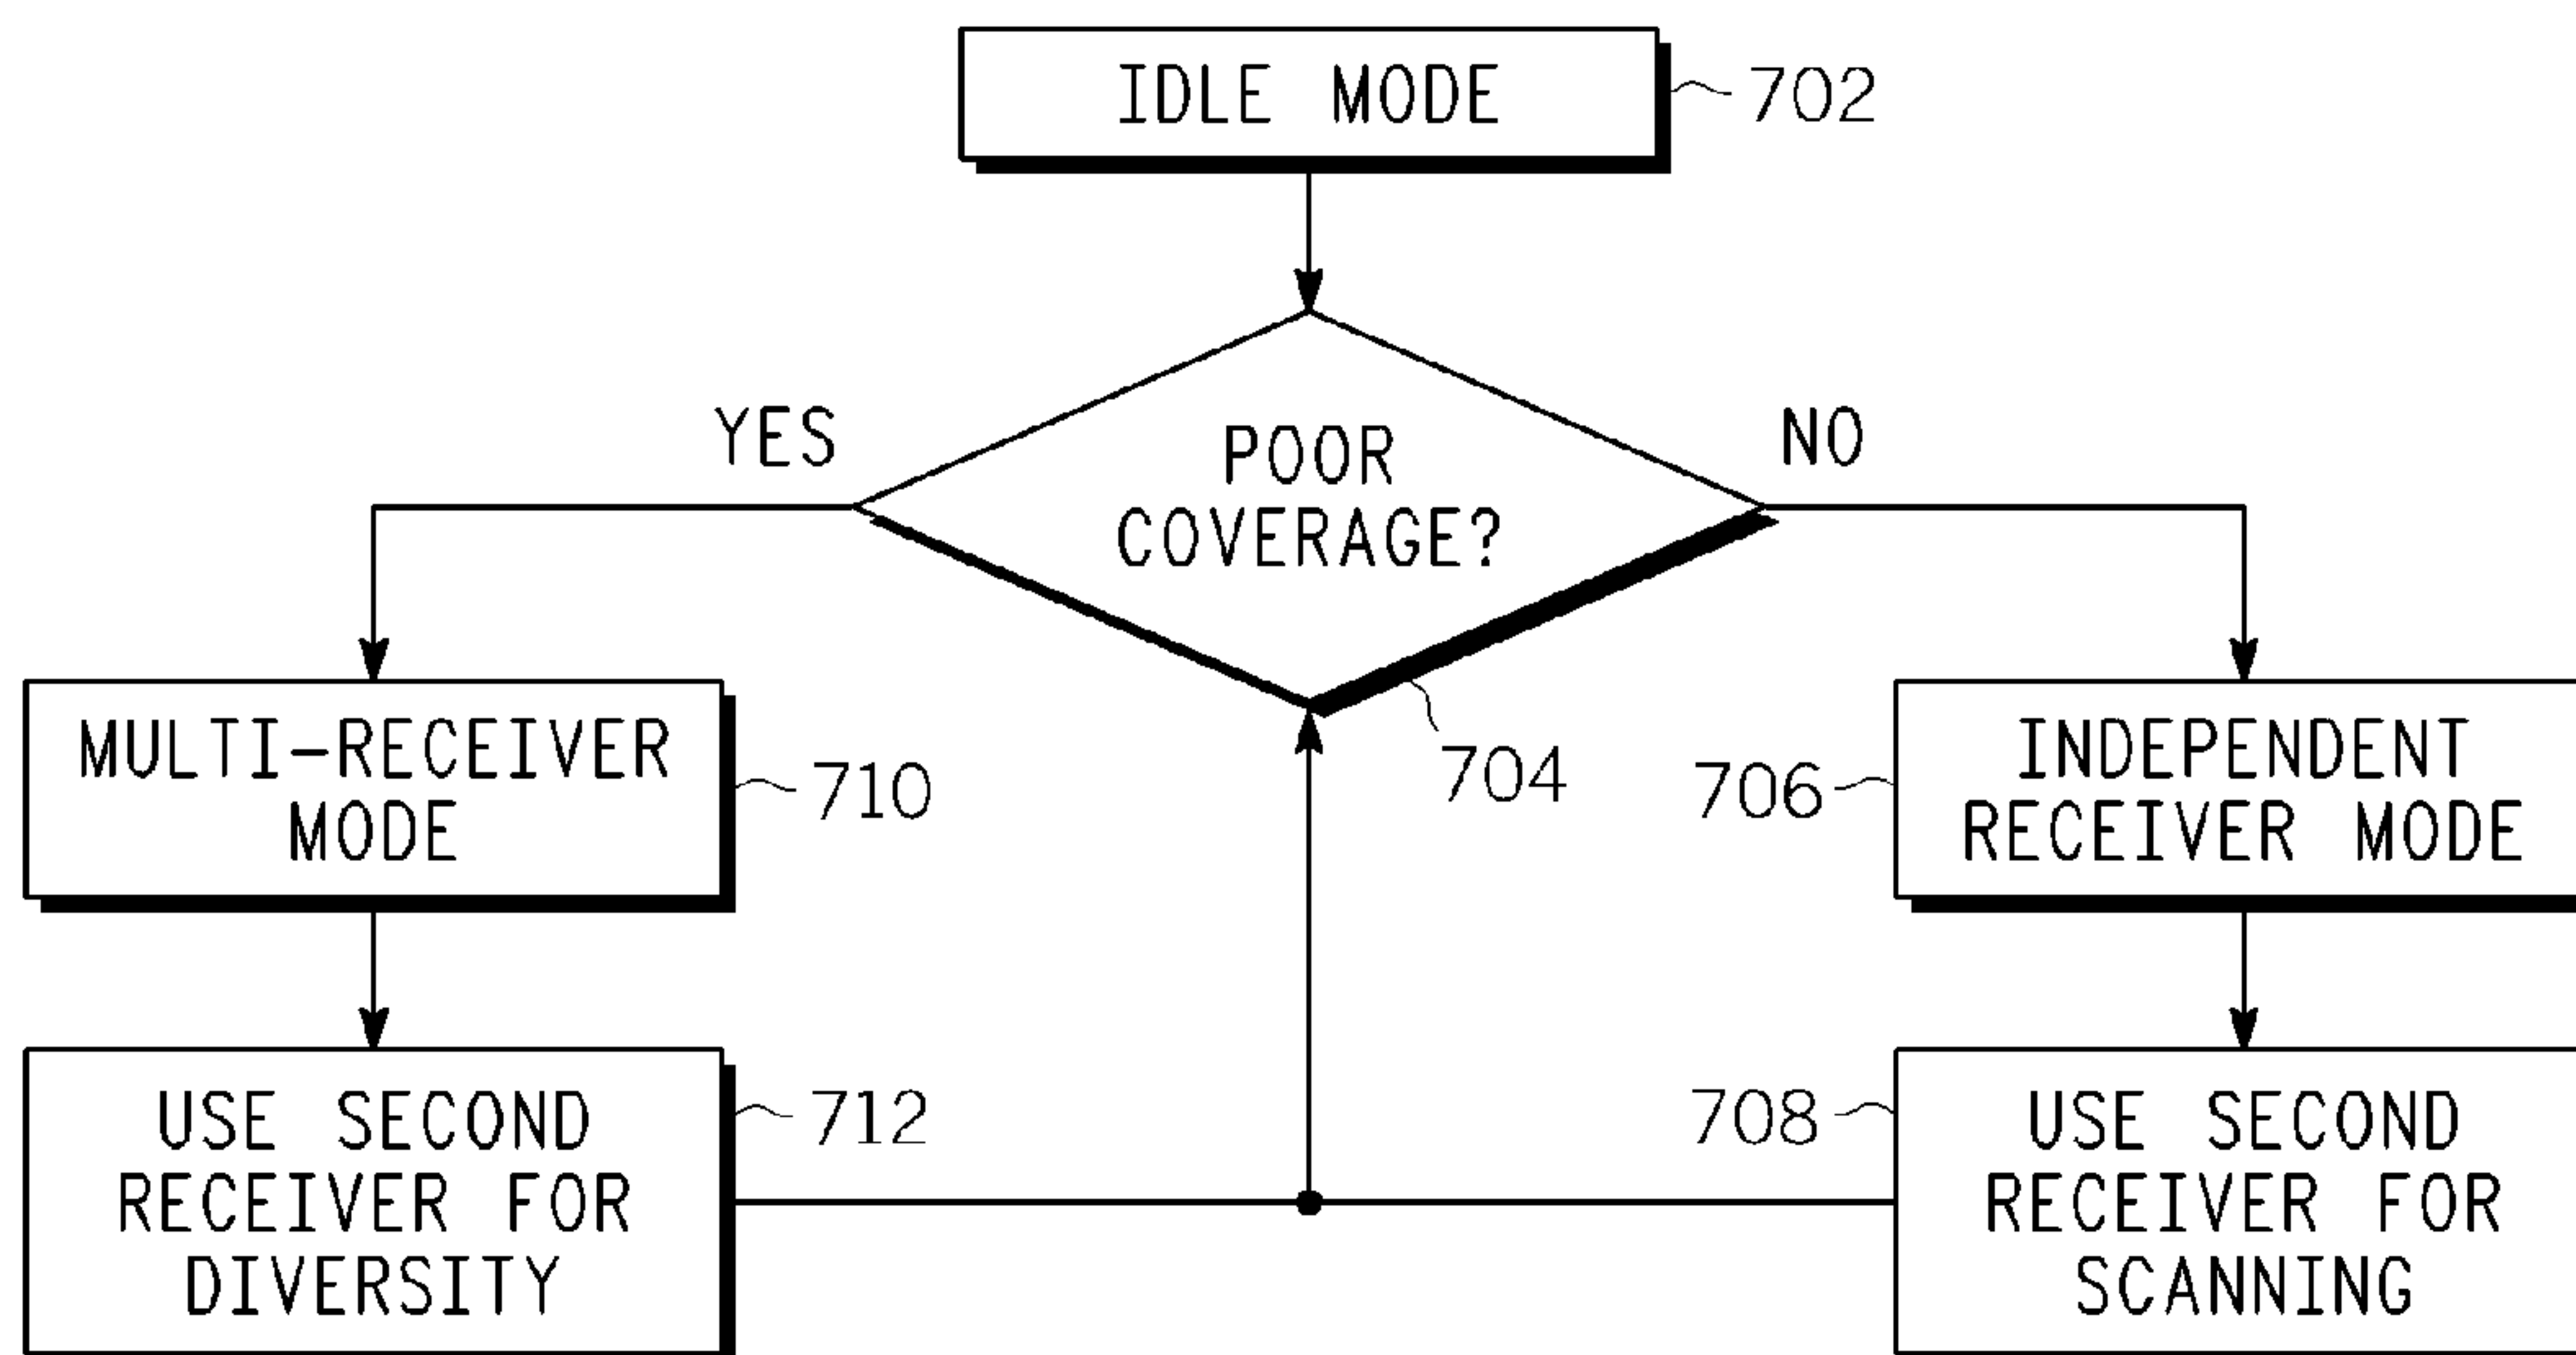 IDLE MODE
702
YES
POOR
COVERAGE?
NO
704
MULTI-RECEIVER
MODE
710
706
INDEPENDENT
RECEIVER MODE
USE SECOND
RECEIVER FOR
DIVERSITY
712
708
USE SECOND
RECEIVER FOR
SCANNING